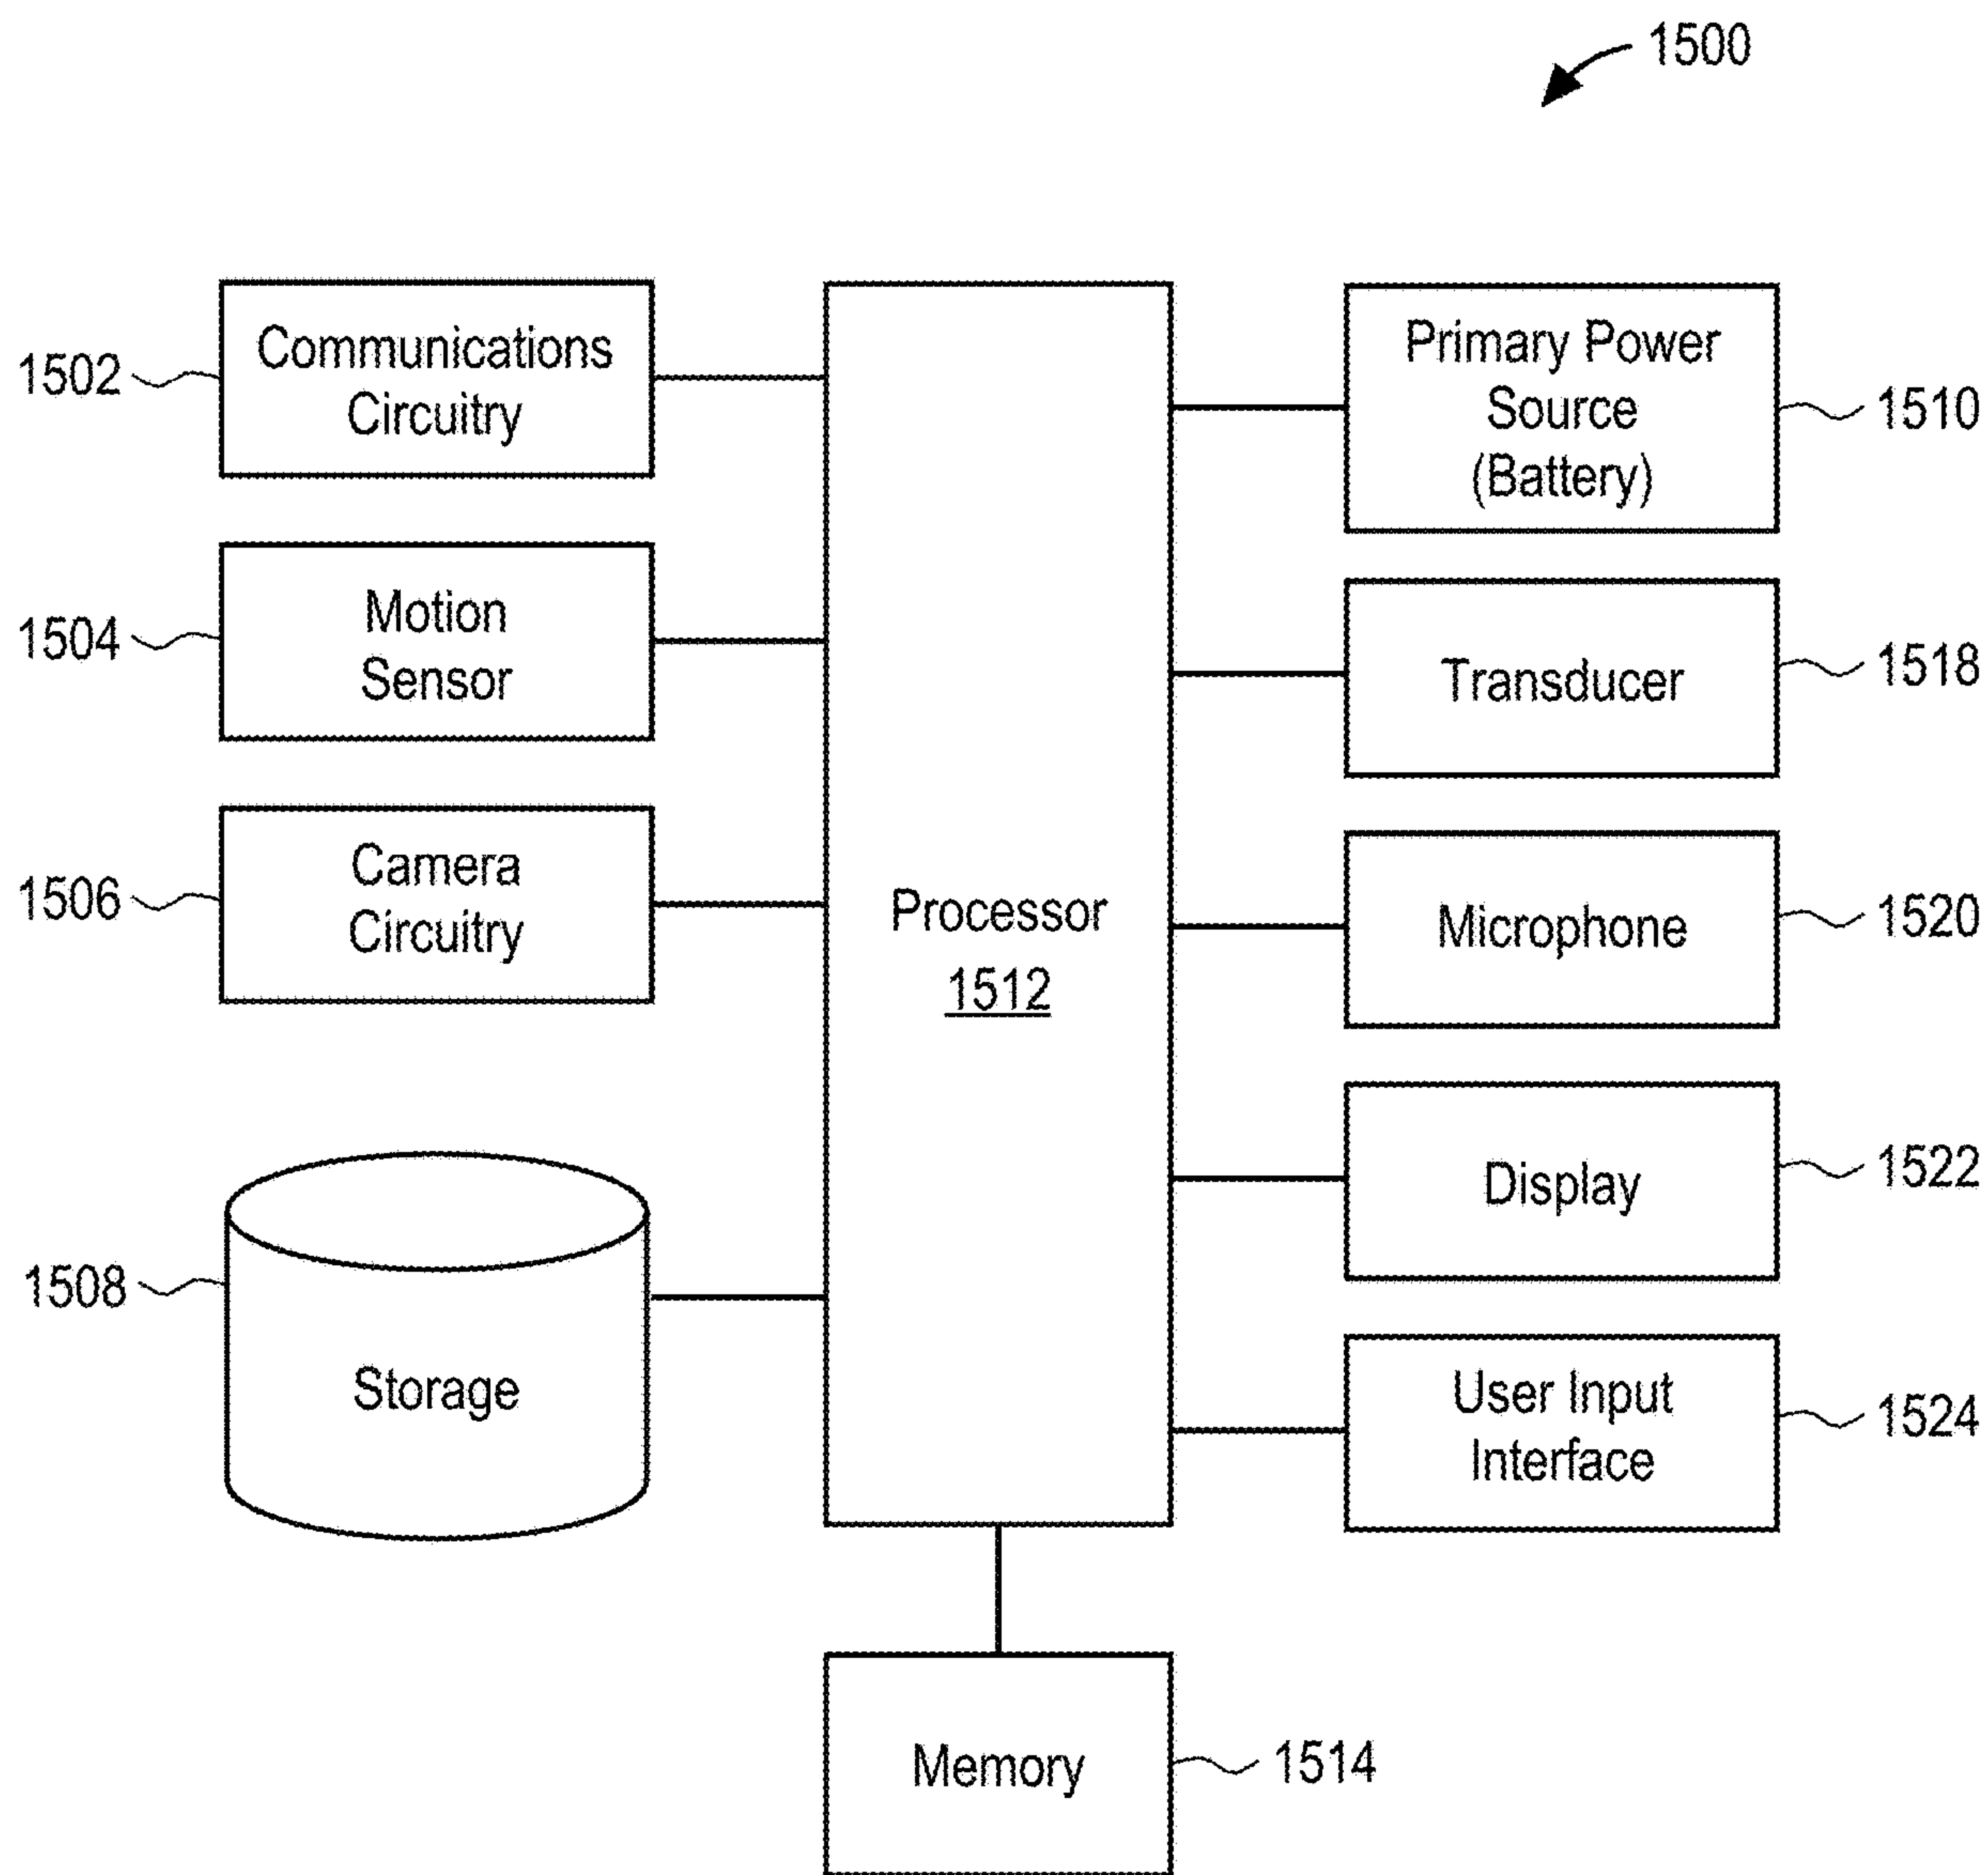 1500
1502
Communications
Circuitry
1504
Motion
Sensor
1506
Camera
Circuitry
1508
Storage
Processor
1512
Primary Power
Source
(Battery)
1510
Transducer
1518
Microphone
1520
Display
1522
User Input
Interface
1524
Memory
1514